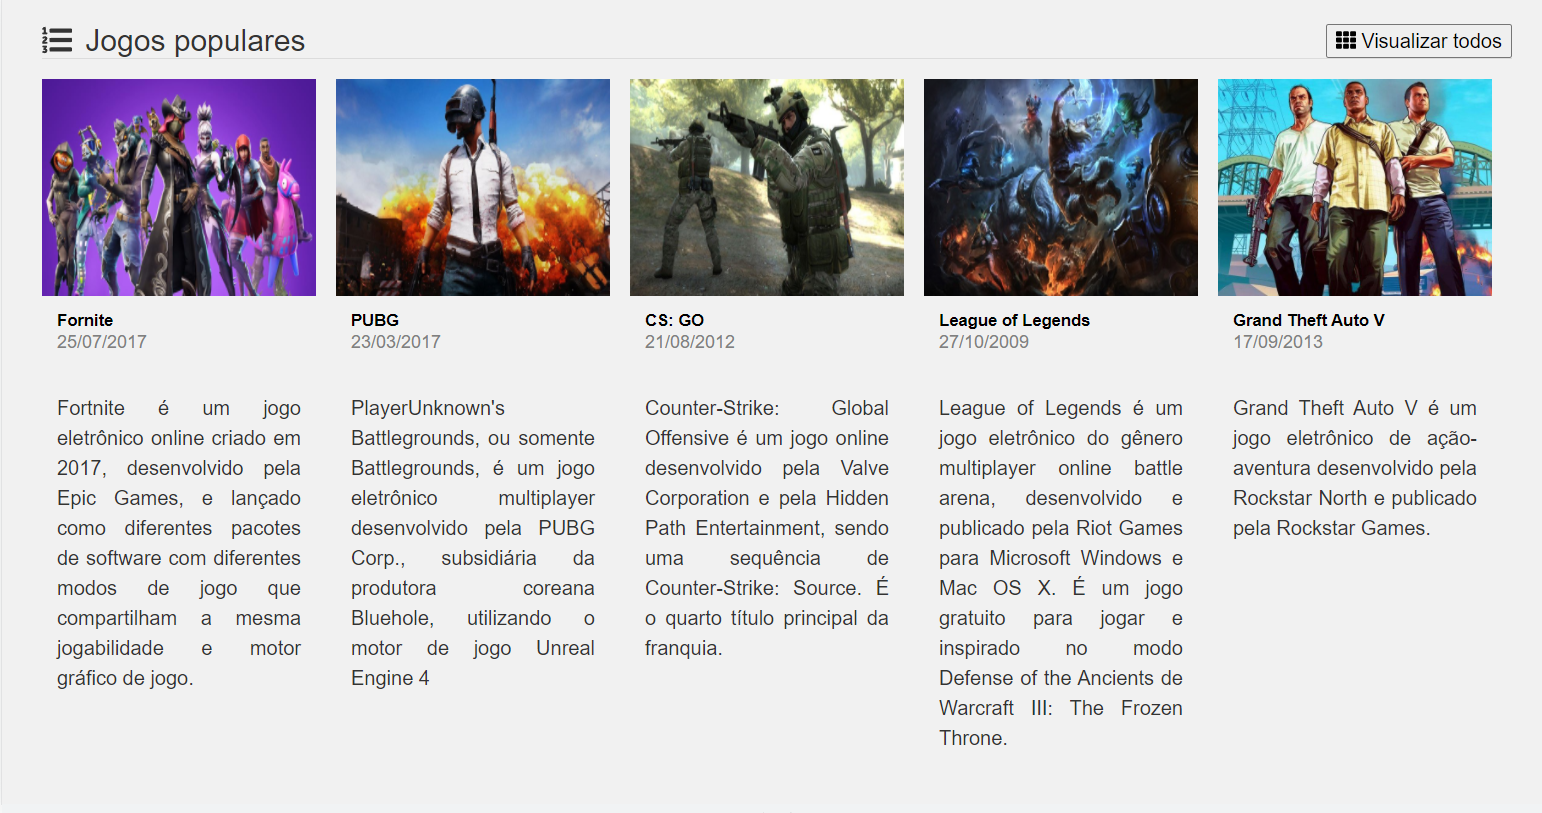 Jogos populares
Visualizar todos
Fornite
25/07/2017
Fortnite é um jogo
eletrônico online criado em
2017, desenvolvido pela
Epic Games, e lançado
como diferentes pacotes
de software com diferentes
modos de jogo que
compartilham a mesma
jogabilidade e motor
gráfico de jogo.
PUBG
23/03/2017
PlayerUnknown's
Battlegrounds, ou somente
Battlegrounds, é um jogo
eletrônico multiplayer
desenvolvido pela PUBG
Corp., subsidiária da
produtora coreana
Bluehole, utilizando o
motor de jogo Unreal
Engine 4
CS: GO
21/08/2012
Counter-Strike: Global
Offensive é um jogo online
desenvolvido pela Valve
Corporation e pela Hidden
Path Entertainment, sendo
uma sequência de
Counter-Strike: Source. É
o quarto título principal da
franquia.
League of Legends
27/10/2009
League of Legends é um
jogo eletrônico do gênero
multiplayer online battle
arena, desenvolvido e
publicado pela Riot Games
para Microsoft Windows e
Mac OS X. É um jogo
gratuito para jogar e
inspirado no modo
Defense of the Ancients de
Warcraft III: The Frozen
Throne.
Grand Theft Auto V
17/09/2013
Grand Theft Auto V é um
jogo eletrônico de ação-
aventura desenvolvido pela
Rockstar North e publicado
pela Rockstar Games.